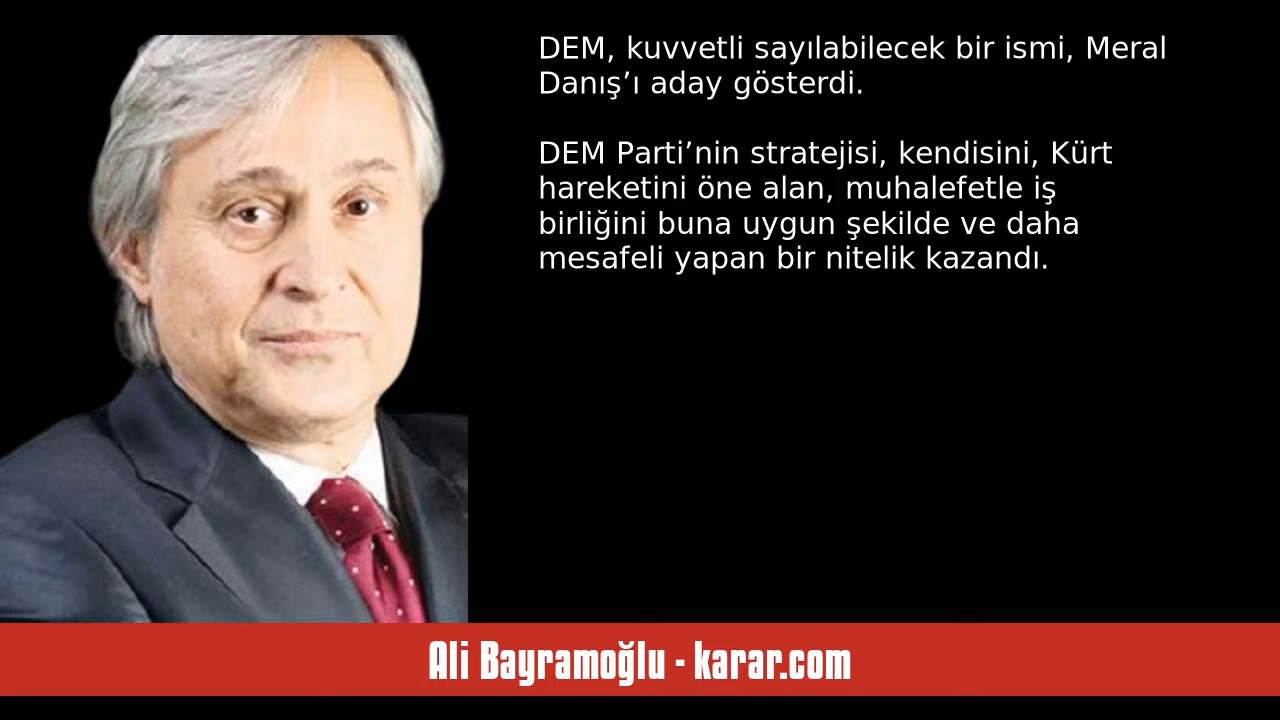 DEM, kuvvetli sayılabilecek bir ismi, Meral
Danış’ı aday gösterdi.
DEM Parti’nin stratejisi, kendisini, Kürt
hareketini öne alan, muhalefetle iş
birliğini buna uygun şekilde ve daha
mesafeli yapan bir nitelik kazandı.
Ali Bayramoğlu - karar.com